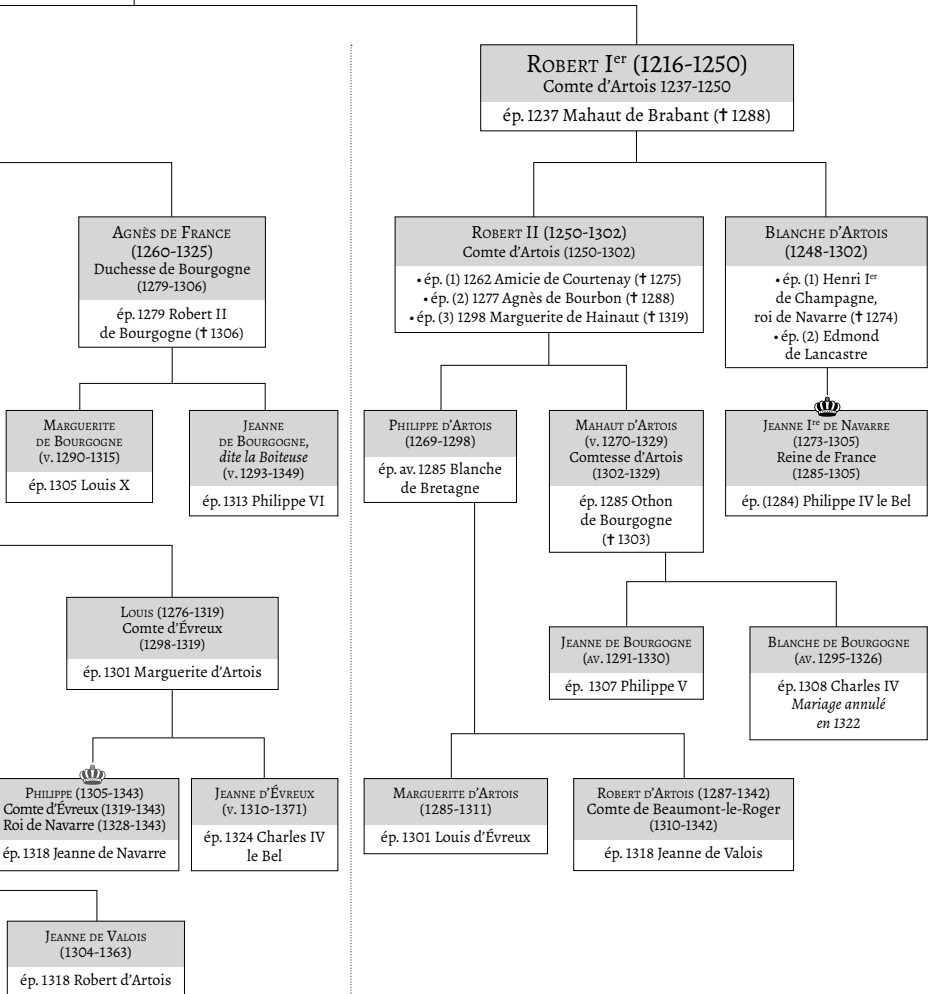 ROBERT Iᵉʳ (1216-1250)
Comte d'Artois 1237-1250
ép. 1237 Mahaut de Brabant (✝ 1288)
AGNÈS DE FRANCE
(1260-1325)
Duchesse de Bourgogne
(1279-1306)
ép. 1279 Robert II
de Bourgogne (✝ 1306)
ROBERT II (1250-1302)
Comte d'Artois (1250-1302)
• ép. (1) 1262 Amicie de Courtenay (✝ 1275)
• ép. (2) 1277 Agnès de Bourbon (✝ 1288)
• ép. (3) 1298 Marguerite de Hainaut (✝ 1319)
BLANCHE D'ARTOIS
(1248-1302)
• ép. (1) Henri Iᵉʳ
de Champagne,
roi de Navarre (✝ 1274)
• ép. (2) Edmond
de Lancastre
MARGUERITE
DE BOURGOGNE
(v. 1290-1315)
ép. 1305 Louis X
JEANNE
DE BOURGOGNE,
dite la Boiteuse
(v. 1293-1349)
ép. 1313 Philippe VI
PHILIPPE D'ARTOIS
(1269-1298)
ép. av. 1285 Blanche
de Bretagne
MAHAUT D'ARTOIS
(v. 1270-1329)
Comtesse d'Artois
(1302-1329)
ép. 1285 Othon
de Bourgogne
(✝ 1303)
JEANNE Iʳᵉ DE NAVARRE
(1273-1305)
Reine de France
(1285-1305)
ép. (1284) Philippe IV le Bel
LOUIS (1276-1319)
Comte d'Évreux
(1298-1319)
ép. 1301 Marguerite d'Artois
JEANNE DE BOURGOGNE
(AV. 1291-1330)
ép. 1307 Philippe V
BLANCHE DE BOURGOGNE
(AV. 1295-1326)
ép. 1308 Charles IV
Mariage annulé
en 1322
PHILIPPE (1305-1343)
Comte d'Évreux (1319-1343)
Roi de Navarre (1328-1343)
ép. 1318 Jeanne de Navarre
JEANNE D'ÉVREUX
(v. 1310-1371)
ép. 1324 Charles IV
le Bel
MARGUERITE D'ARTOIS
(1285-1311)
ép. 1301 Louis d'Évreux
ROBERT D'ARTOIS (1287-1342)
Comte de Beaumont-le-Roger
(1310-1342)
ép. 1318 Jeanne de Valois
JEANNE DE VALOIS
(1304-1363)
ép. 1318 Robert d'Artois